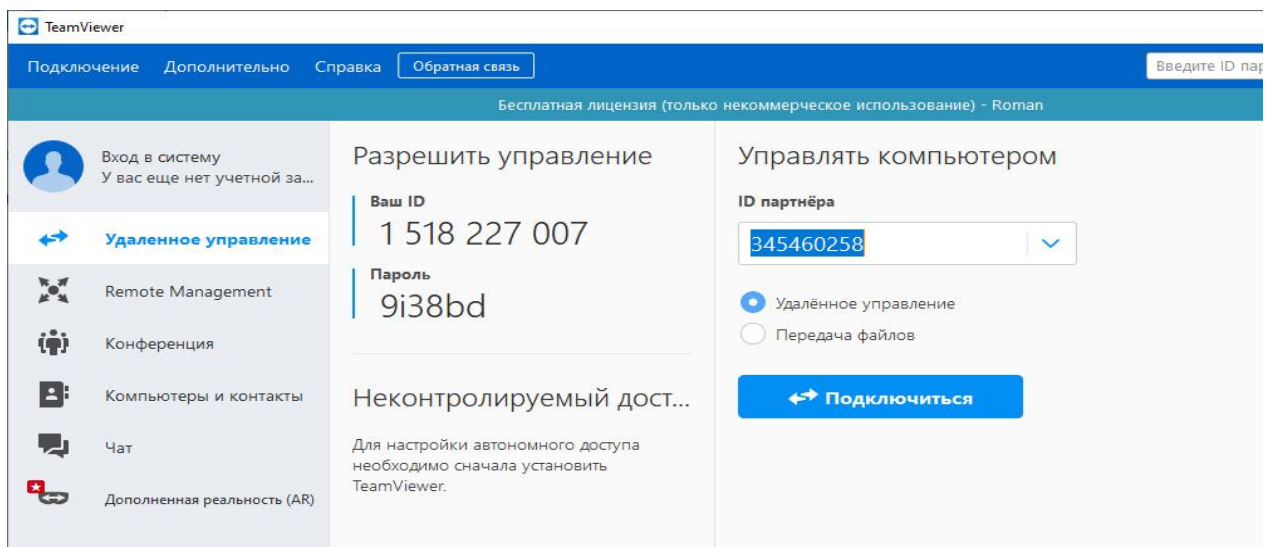 TeamViewer
Подключение Дополнительно Справка Обратная связь
Введите ID пар
Бесплатная лицензия (только некоммерческое использование) - Roman
Вход в систему
У вас еще нет учетной за...
Удаленное управление
Remote Management
Конференция
Компьютеры и контакты
Чат
Дополненная реальность (AR)
Разрешить управление
Ваш ID
1 518 227 007
Пароль
9i38bd
Неконтролируемый дост...
Для настройки автономного доступа
необходимо сначала установить
TeamViewer.
Управлять компьютером
ID партнёра
345460258
Удалённое управление
Передача файлов
Подключиться